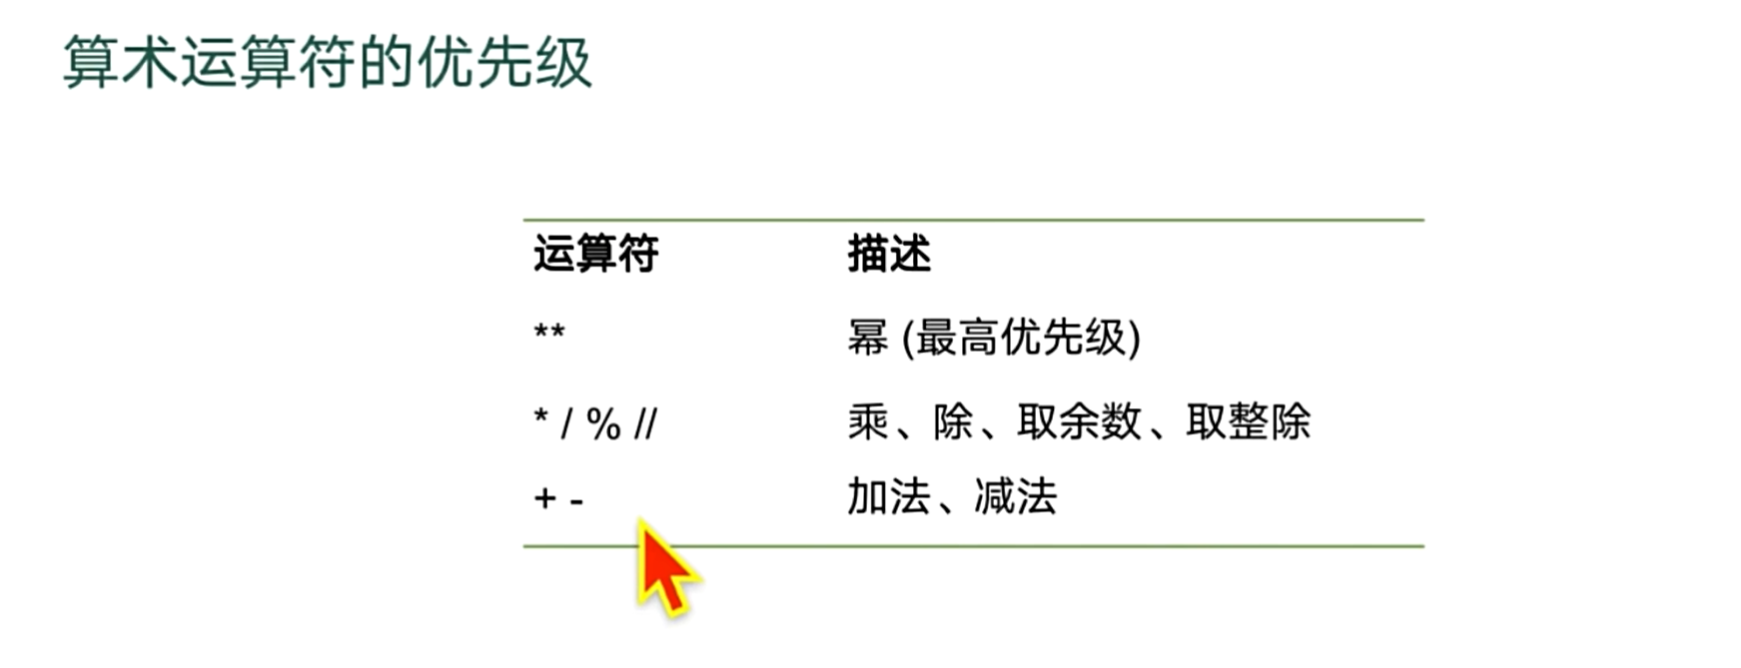 算术运算符的优先级
运算符 描述
** 幂 (最高优先级)
* / % // 乘、除、取余数、取整除
+ - 加法、减法